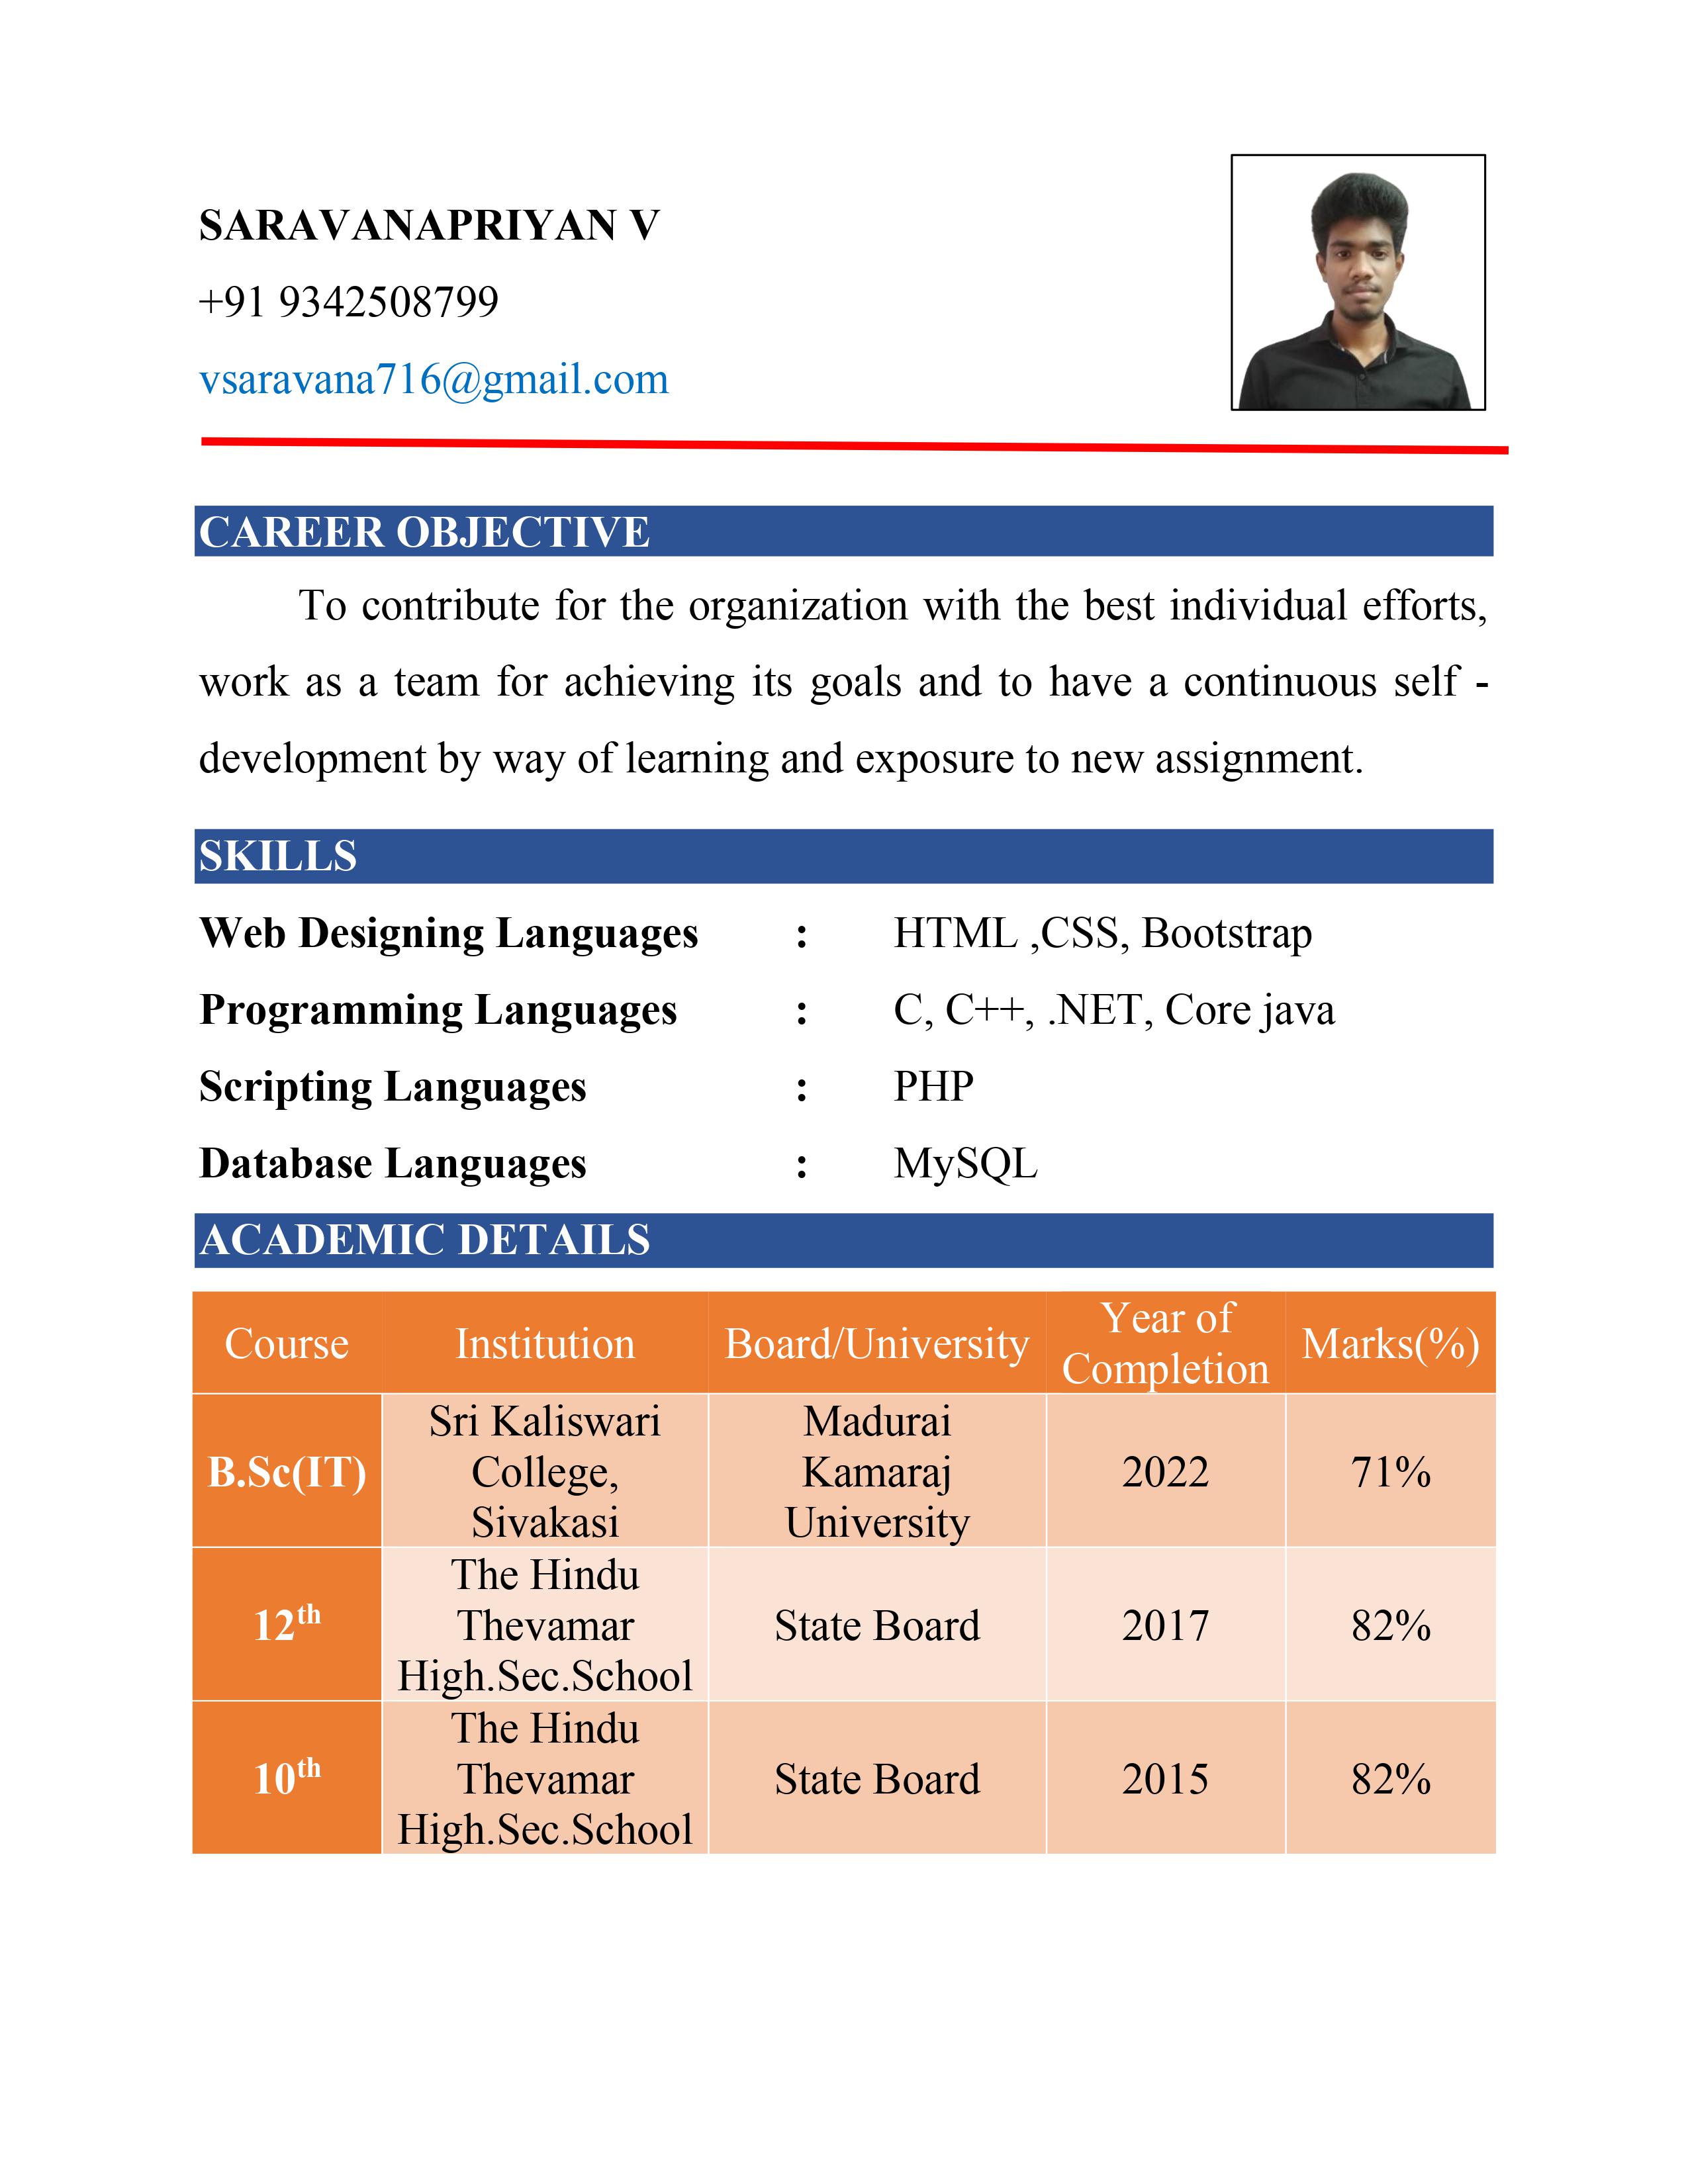 SARAVANAPRIYAN V
+91 9342508799
vsaravana716@gmail.com
CAREER OBJECTIVE
To contribute for the organization with the best individual efforts,
work as a team for achieving its goals and to have a continuous self -
development by way of learning and exposure to new assignment.
SKILLS
Web Designing Languages : HTML ,CSS, Bootstrap
Programming Languages : C, C++, .NET, Core java
Scripting Languages : PHP
Database Languages : MySQL
ACADEMIC DETAILS
Course Institution Board/University Year of Completion Marks(%)
B.Sc(IT) Sri Kaliswari College, Sivakasi Madurai Kamaraj University 2022 71%
12th The Hindu Thevamar High.Sec.School State Board 2017 82%
10th The Hindu Thevamar High.Sec.School State Board 2015 82%